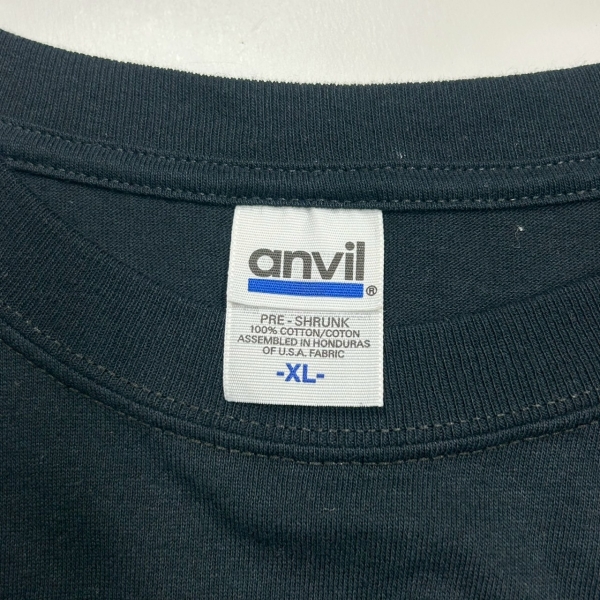 anvil
®
PRE - SHRUNK
100% COTTON/COTON
ASSEMBLED IN HONDURAS
OF U.S.A. FABRIC
-XL-